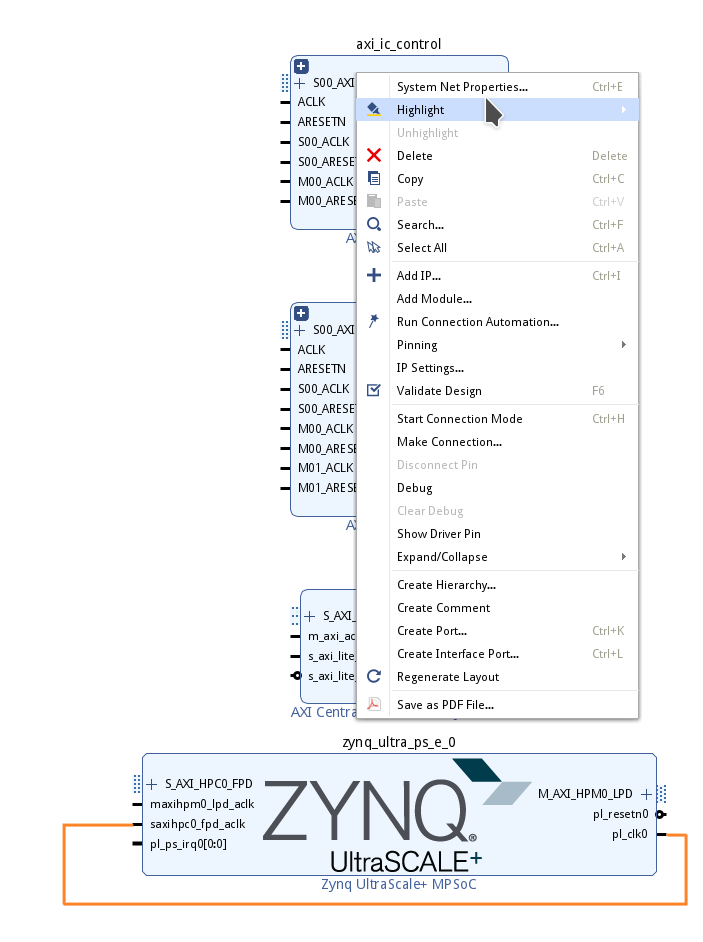 axi_ic_control
S00_AXI
ACLK
ARESETN
S00_ACLK
S00_ARESE
M00_ACLK
M00_ARESE
S00_AXI
ACLK
ARESETN
S00_ACLK
S00_ARESE
M00_ACLK
M00_ARESE
M01_ACLK
M01_ARESE
S_AXI_
m_axi_ac
s_axi_lite_
s_axi_lite_
AXI Centra
System Net Properties... Ctrl+E
Highlight
Unhighlight
Delete Delete
Copy Ctrl+C
Paste Ctrl+V
Search... Ctrl+F
Select All Ctrl+A
Add IP... Ctrl+I
Add Module...
Run Connection Automation...
Pinning
IP Settings...
Validate Design F6
Start Connection Mode Ctrl+H
Make Connection...
Disconnect Pin
Debug
Clear Debug
Show Driver Pin
Expand/Collapse
Create Hierarchy...
Create Comment
Create Port... Ctrl+K
Create Interface Port... Ctrl+L
Regenerate Layout
Save as PDF File...
zynq_ultra_ps_e_0
S_AXI_HPC0_FPD
maxihpm0_lpd_aclk
saxihpc0_fpd_aclk
pl_ps_irq0[0:0]
ZYNQ®
UltraSCALE+
M_AXI_HPM0_LPD
pl_resetn0
pl_clk0
Zynq UltraScale+ MPSoC